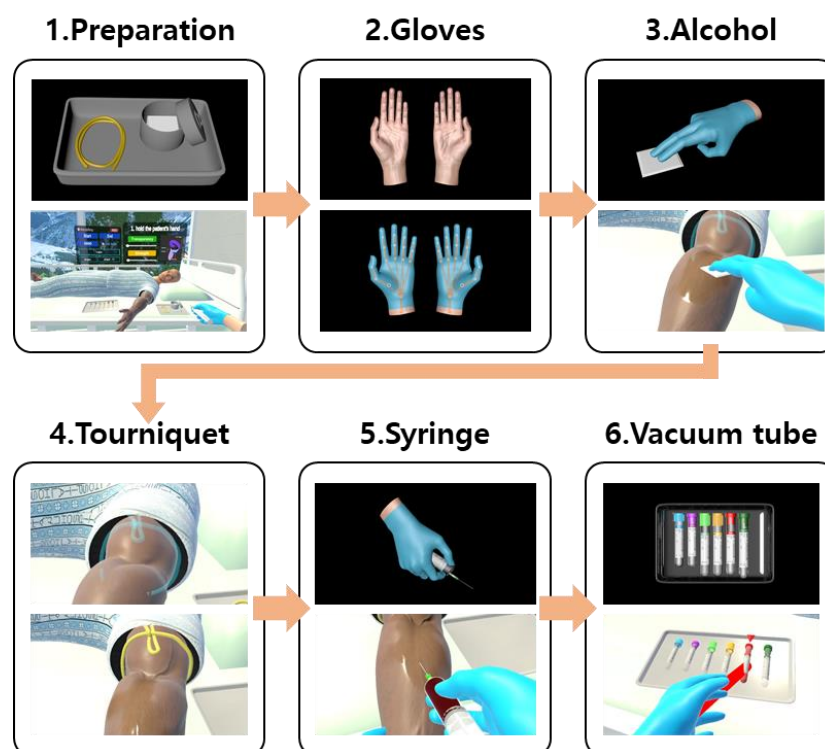 1.Preparation
2.Gloves
3.Alcohol
1. hold the patient's hand
4.Tourniquet
5.Syringe
6.Vacuum tube